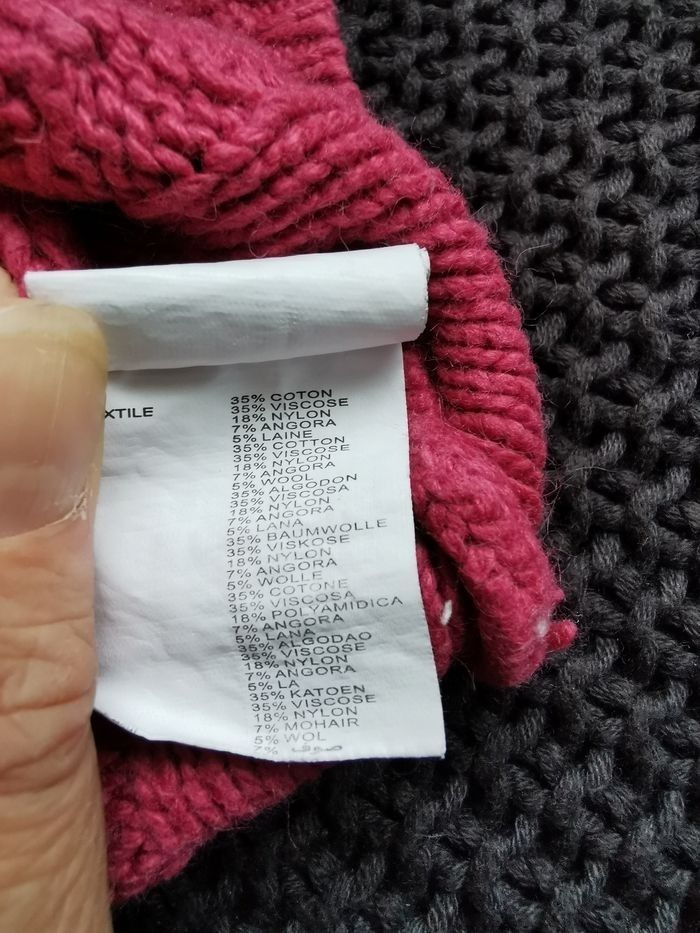 XTILE
35% COTON
35% VISCOSE
18% NYLON
7% ANGORA
5% LAINE
35% COTTON
35% VISCOSE
18% NYLON
7% ANGORA
5% WOOL
35% ALGODON
35% VISCOSA
18% NYLON
7% ANGORA
5% LANA
35% BAUMWOLLE
35% VISKOSE
18% NYLON
7% ANGORA
5% WOLLE
35% COTONE
35% VISCOSA
18% POLYAMIDICA
7% ANGORA
5% LANA
35% ALGODAO
35% VISCOSE
18% NYLON
7% ANGORA
5% LA
35% KATOEN
35% VISCOSE
18% NYLON
7% MOHAIR
5% WOL
7% صوف